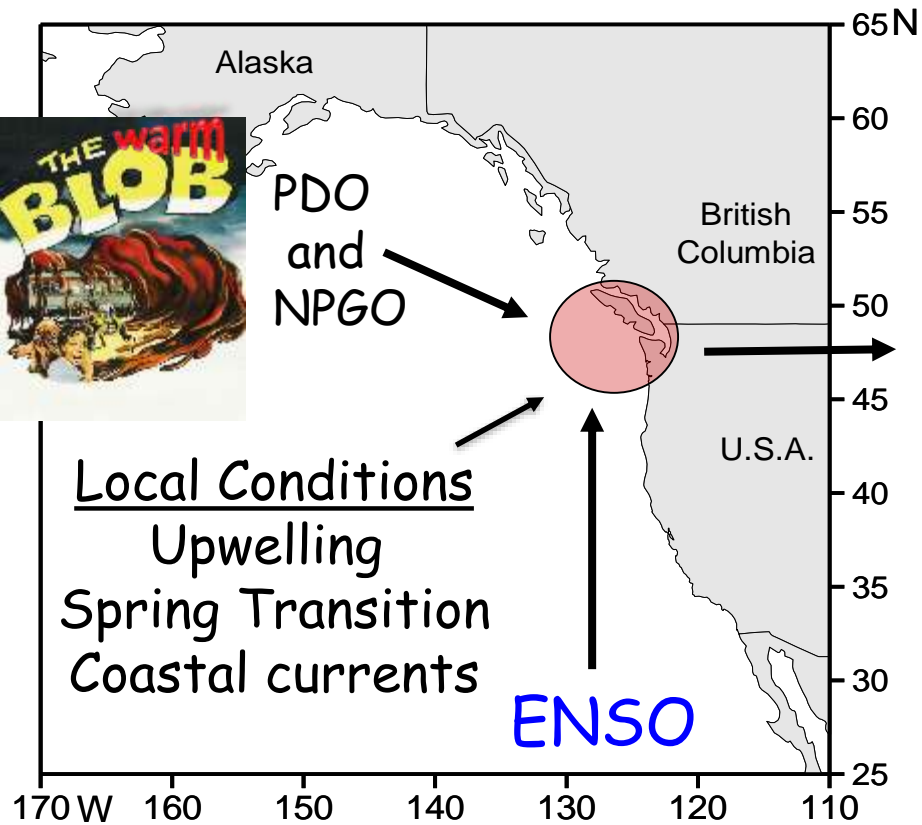 65 N
Alaska
60
THE warm
BLOB
PDO
and
NPGO
55
British
Columbia
50
45
U.S.A.
Local Conditions
Upwelling
Spring Transition
Coastal currents
40
35
30
ENSO
25
170 W 160 150 140 130 120 110